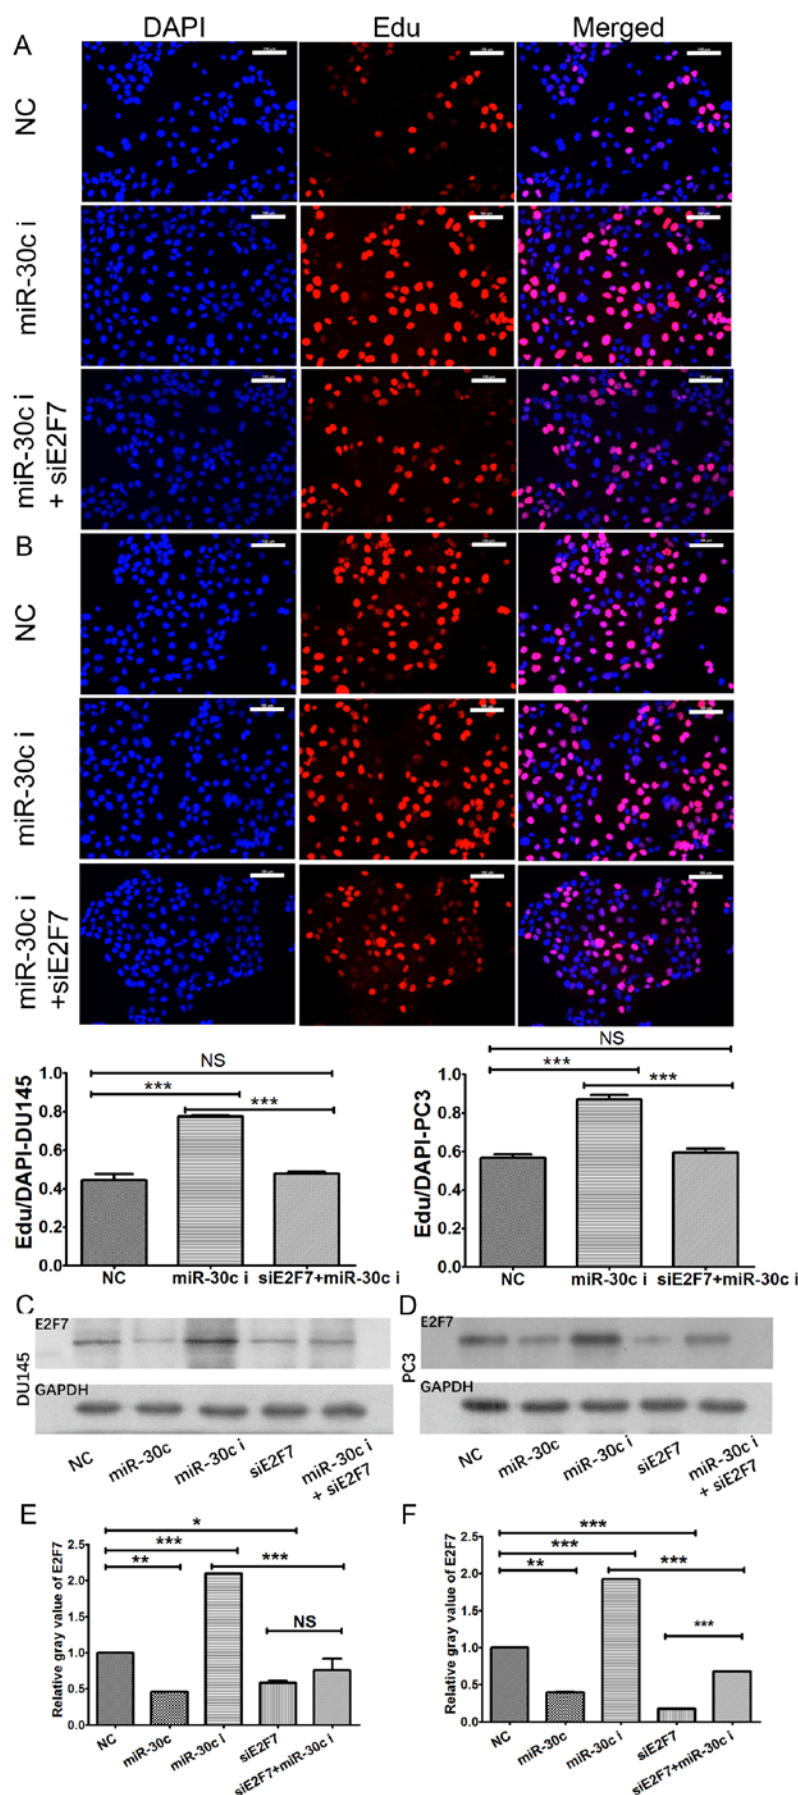 DAPI Edu Merged
A
NC
miR-30c i
miR-30c i
+ siE2F7
B
NC
miR-30c i
miR-30c i
+siE2F7
NS
***
***
Edu/DAPI-DU145
1.0
0.8
0.6
0.4
0.2
0.0
NC miR-30c i siE2F7+miR-30c i
NS
***
***
Edu/DAPI-PC3
1.0
0.8
0.6
0.4
0.2
0.0
NC miR-30c i siE2F7+miR-30c i
C
E2F7
DU145
GAPDH
NC miR-30c miR-30c i siE2F7 miR-30c i
+ siE2F7
D
E2F7
PC3
GAPDH
NC miR-30c miR-30c i siE2F7 miR-30c i
+ siE2F7
E
*
***
**
***
NS
Relative gray value of E2F7
2.5
2.0
1.5
1.0
0.5
0.0
NC miR-30c miR-30c i siE2F7 siE2F7+miR-30c i
F
***
***
**
***
***
Relative gray value of E2F7
2.5
2.0
1.5
1.0
0.5
0.0
NC miR-30c miR-30c i siE2F7 siE2F7+miR-30c i